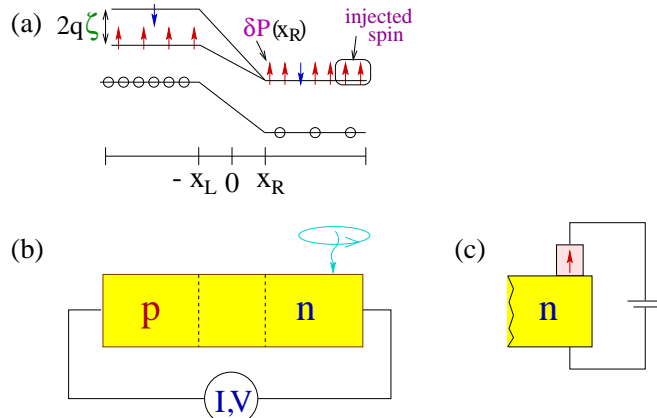 (a)
2qζ
δP(x_R)
injected
spin
- x_L 0 x_R
(b)
p
n
I,V
(c)
n